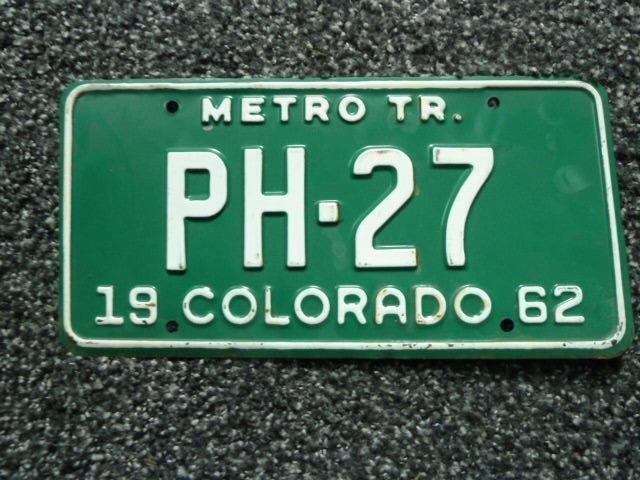 METRO TR.
PH·27
19 COLORADO 62